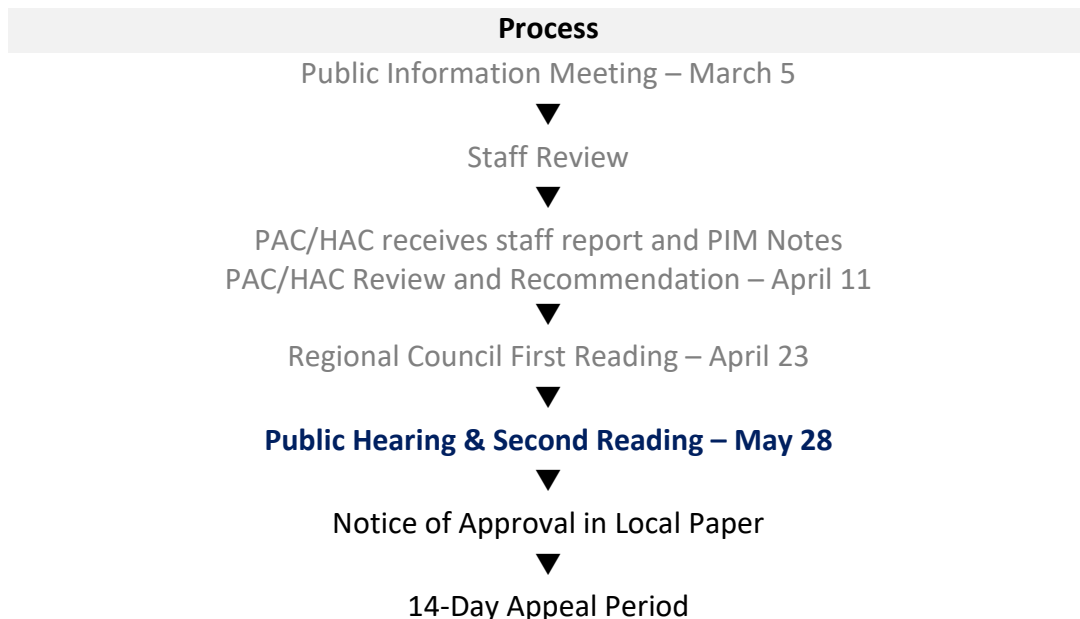 Process
Public Information Meeting – March 5
Staff Review
PAC/HAC receives staff report and PIM Notes
PAC/HAC Review and Recommendation – April 11
Regional Council First Reading – April 23
Public Hearing & Second Reading – May 28
Notice of Approval in Local Paper
14-Day Appeal Period